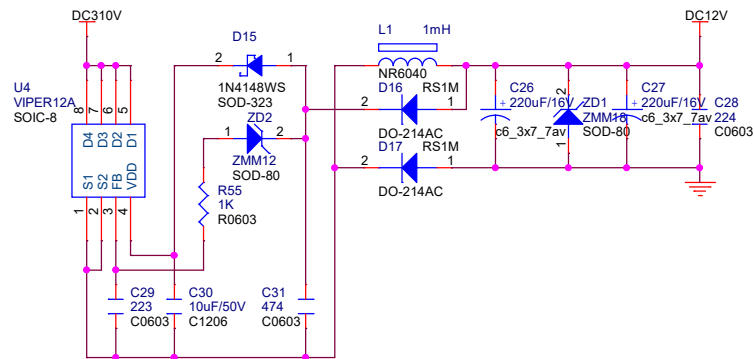 DC310V
DC12V
L1 1mH
D15
2 1
U4
VIPER12A
SOIC-8
1N4148WS
SOD-323
NR6040
D16 RS1M
2 1
8 7 6 5
D4 D3 D2 D1
S1 S2 FB VDD
1 2 3 4
ZD2
1 2
ZMM12
SOD-80
DO-214AC
D17 RS1M
2 1
DO-214AC
C26
+ 220uF/16V
c6_3x7_7av
2
1
ZD1
ZMM18
SOD-80
C27
+ 220uF/16V
c6_3x7_7av
C28
224
C0603
R55
1K
R0603
C29
223
C0603
C30
10uF/50V
C1206
C31
474
C0603